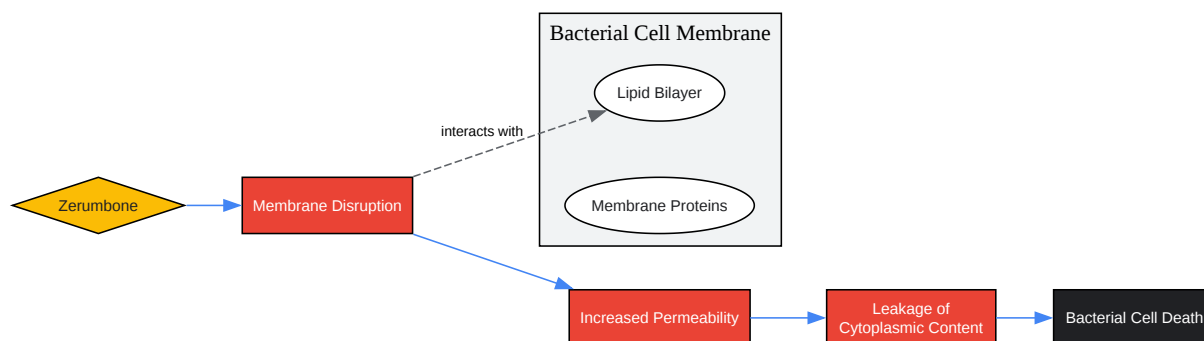 Bacterial Cell Membrane
Lipid Bilayer
interacts with
Zerumbone
Membrane Disruption
Membrane Proteins
Increased Permeability
Leakage of
Cytoplasmic Content
Bacterial Cell Death